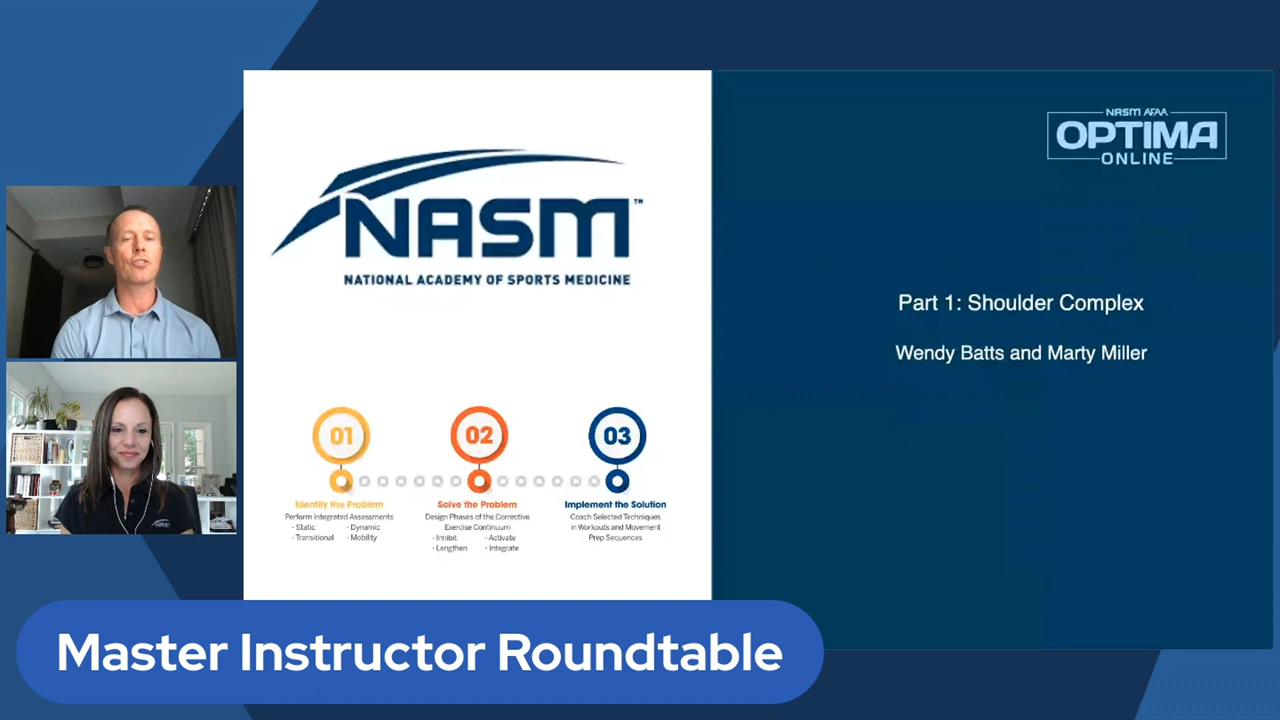 NASM™
NATIONAL ACADEMY OF SPORTS MEDICINE
NASM AFAA
OPTIMA
ONLINE
Part 1: Shoulder Complex
Wendy Batts and Marty Miller
01
02
03
Identify the Problem
Perform Integrated Assessments
- Static - Dynamic
- Transitional - Mobility
Solve the Problem
Design Phases of the Corrective
Exercise Continuum
- Inhibit - Activate
- Lengthen - Integrate
Implement the Solution
Coach Selected Techniques
in Workouts and Movement
Prep Sequences
Master Instructor Roundtable